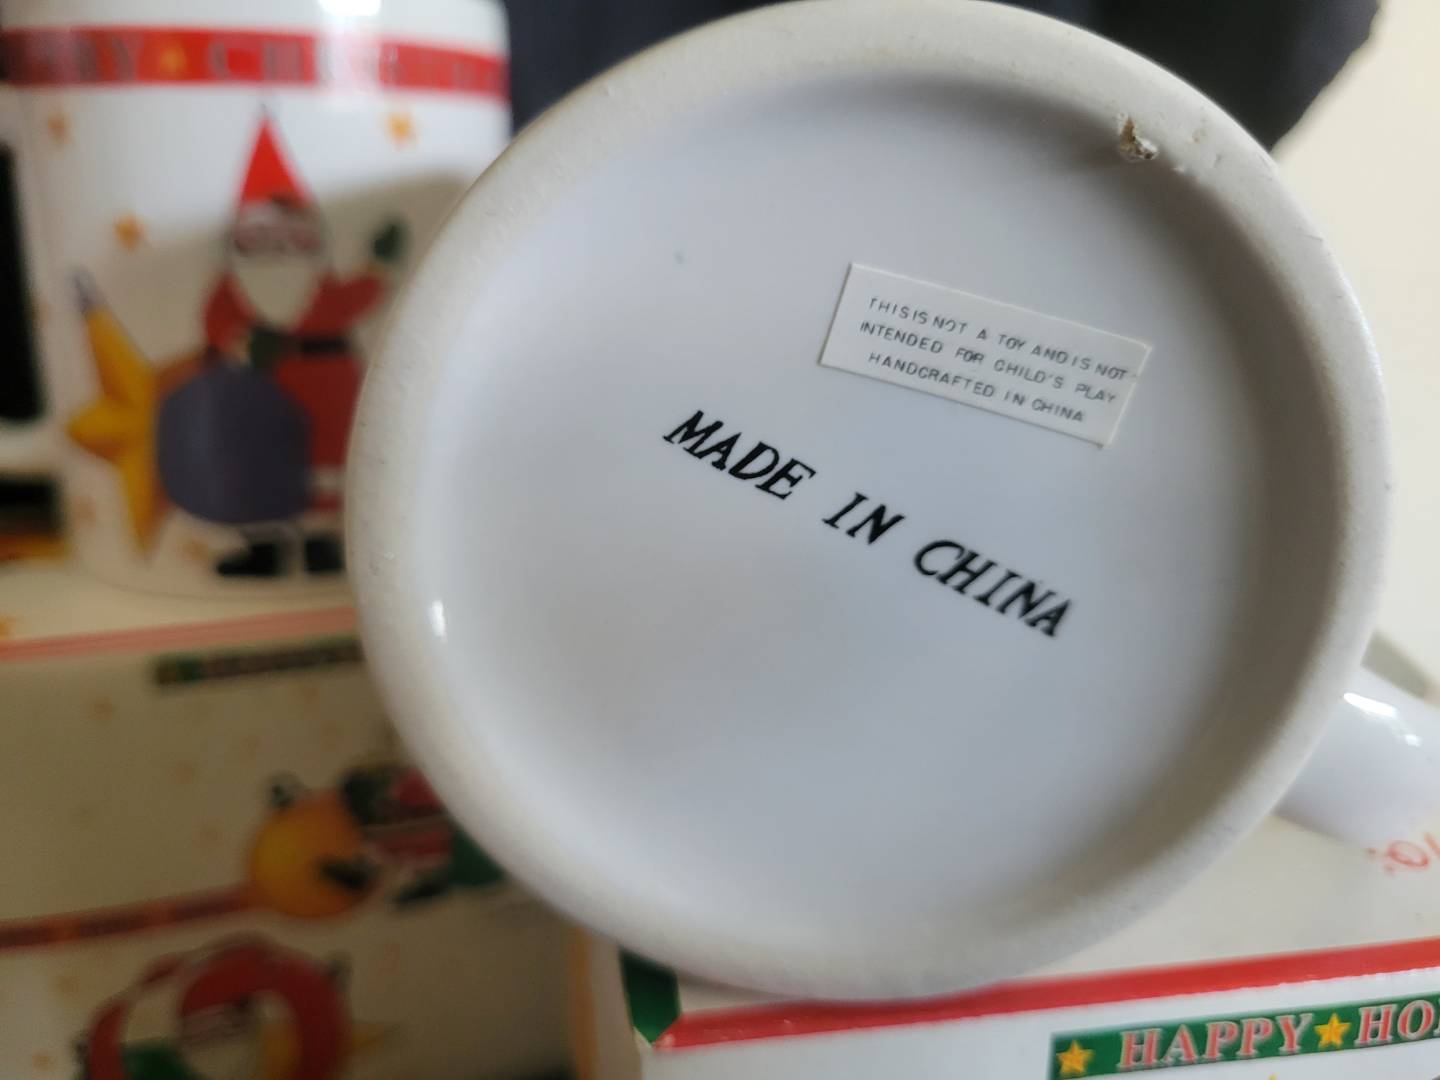 THIS IS NOT A TOY AND IS NOT
INTENDED FOR CHILD'S PLAY
HANDCRAFTED IN CHINA
MADE IN CHINA
HAPPY